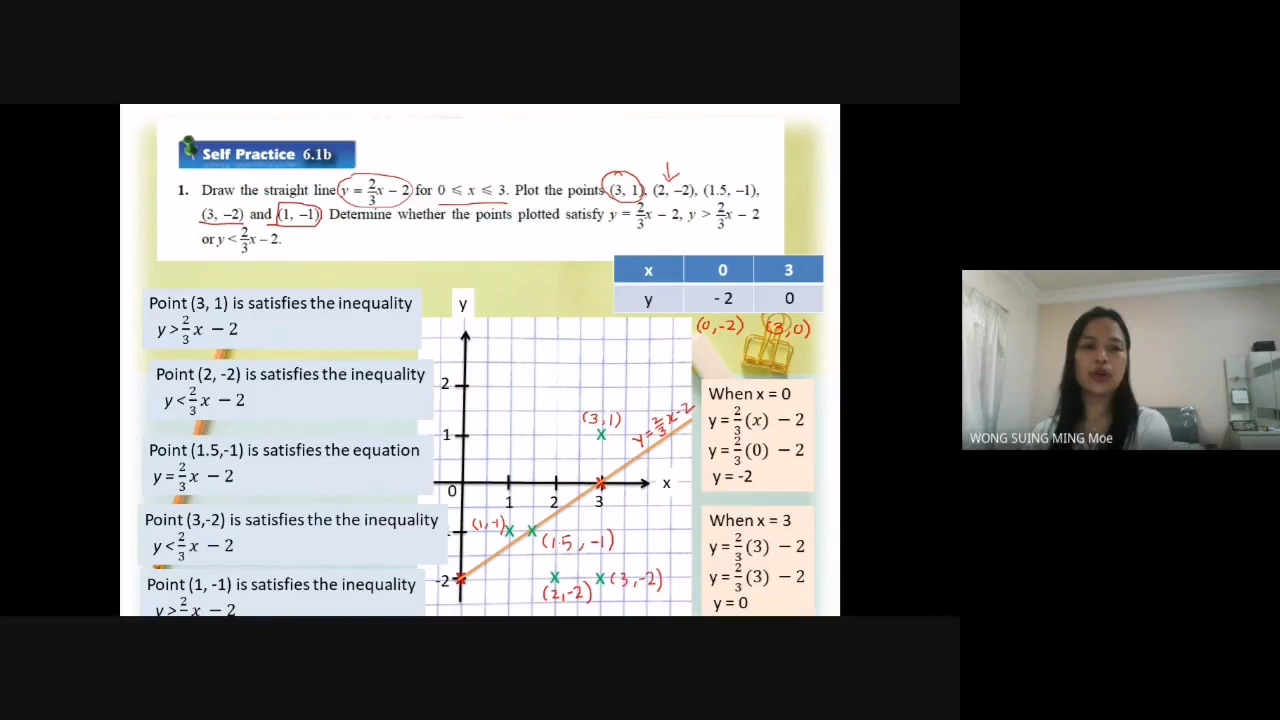 Self Practice 6.1b
1. Draw the straight line y = 2/3x − 2 for 0 ⩽ x ⩽ 3. Plot the points (3, 1), (2, −2), (1.5, −1),
(3, −2) and (1, −1). Determine whether the points plotted satisfy y = 2/3x − 2, y > 2/3x − 2
or y < 2/3x − 2.
x 0 3
y - 2 0
(0,-2) (3,0)
Point (3, 1) is satisfies the inequality
y > 2/3 x − 2
Point (2, -2) is satisfies the inequality
y < 2/3 x − 2
Point (1.5,-1) is satisfies the equation
y = 2/3 x − 2
Point (3,-2) is satisfies the the inequality
y < 2/3 x − 2
Point (1, -1) is satisfies the inequality
y > 2/3 x − 2
y
2
1
0
1
2
3
x
-2
(3,1)
y = 2/3 x - 2
(1,-1)
(1.5, -1)
(2,-2)
(3,-2)
When x = 0
y = 2/3 (x) − 2
y = 2/3 (0) − 2
y = -2
When x = 3
y = 2/3 (3) − 2
y = 2/3 (3) − 2
y = 0
WONG SUING MING Moe